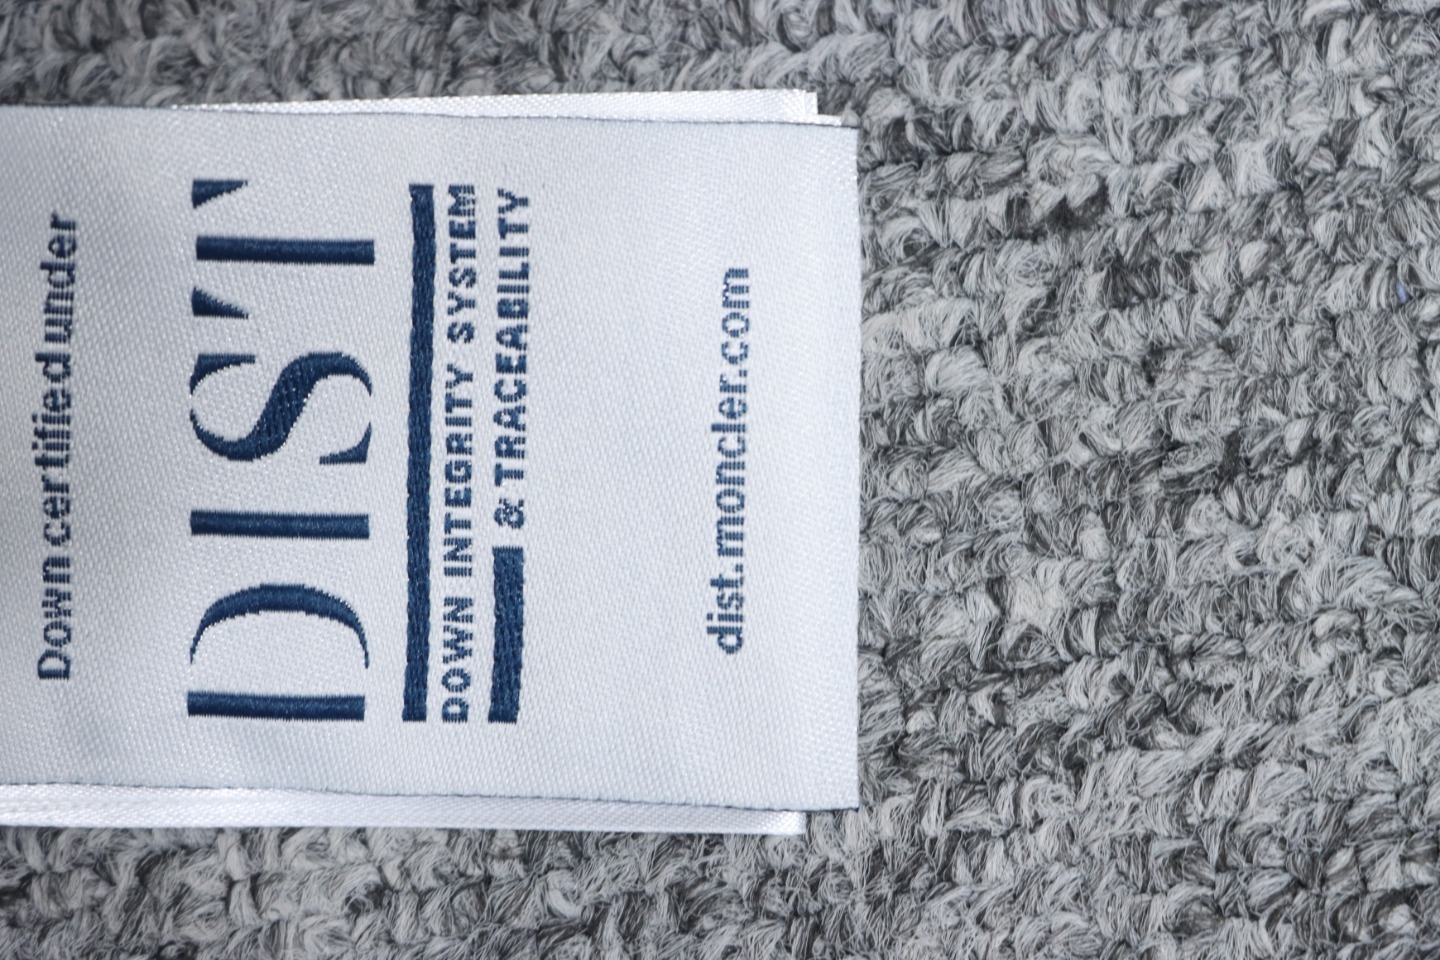 Down certified under
DIST
DOWN INTEGRITY SYSTEM
& TRACEABILITY
dist.moncler.com